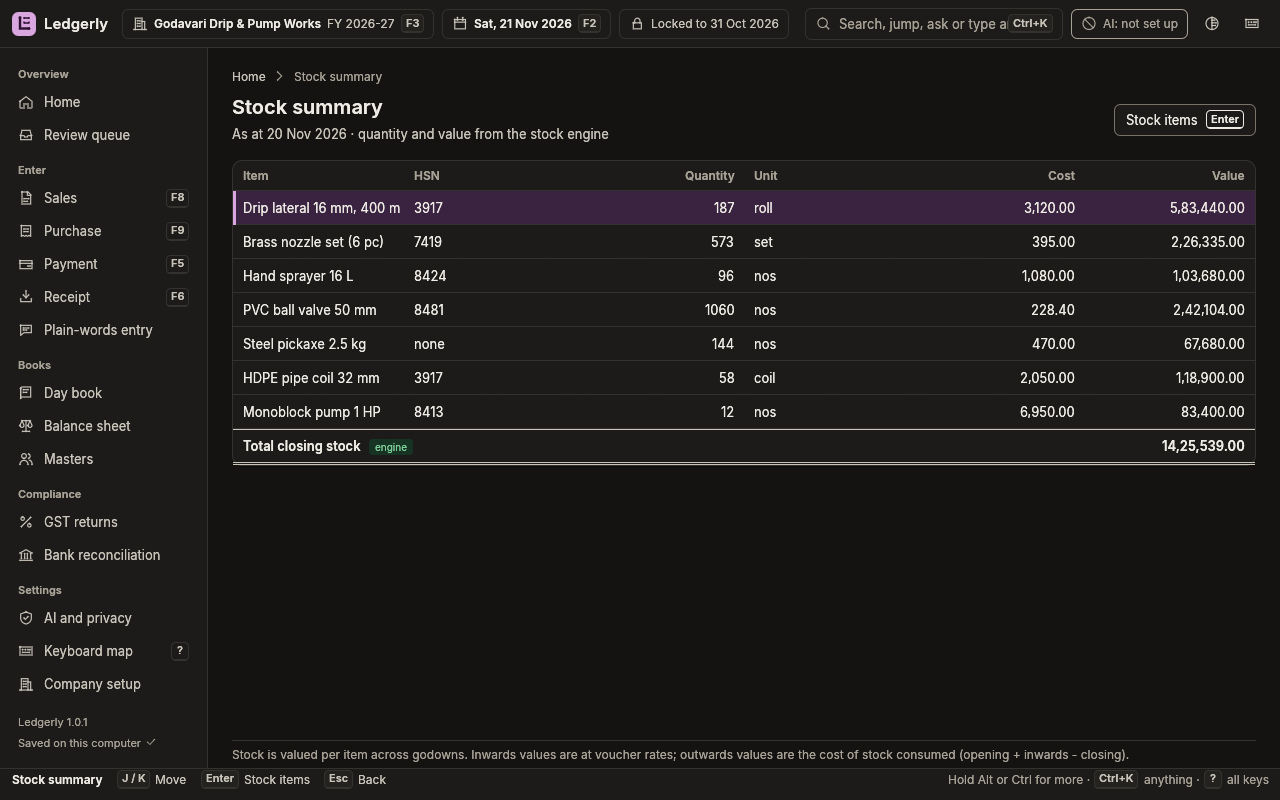 Ledgerly
Godavari Drip & Pump Works FY 2026-27 F3
Sat, 21 Nov 2026 F2
Locked to 31 Oct 2026
Search, jump, ask or type a Ctrl+K
AI: not set up
Overview
Home
Review queue
Enter
Sales F8
Purchase F9
Payment F5
Receipt F6
Plain-words entry
Books
Day book
Balance sheet
Masters
Compliance
GST returns
Bank reconciliation
Settings
AI and privacy
Keyboard map ?
Company setup
Ledgerly 1.0.1
Saved on this computer
Home Stock summary
Stock summary
As at 20 Nov 2026 · quantity and value from the stock engine
Stock items Enter
Item HSN Quantity Unit Cost Value
Drip lateral 16 mm, 400 m 3917 187 roll 3,120.00 5,83,440.00
Brass nozzle set (6 pc) 7419 573 set 395.00 2,26,335.00
Hand sprayer 16 L 8424 96 nos 1,080.00 1,03,680.00
PVC ball valve 50 mm 8481 1060 nos 228.40 2,42,104.00
Steel pickaxe 2.5 kg none 144 nos 470.00 67,680.00
HDPE pipe coil 32 mm 3917 58 coil 2,050.00 1,18,900.00
Monoblock pump 1 HP 8413 12 nos 6,950.00 83,400.00
Total closing stock engine 14,25,539.00
Stock is valued per item across godowns. Inwards values are at voucher rates; outwards values are the cost of stock consumed (opening + inwards - closing).
Stock summary J / K Move Enter Stock items Esc Back
Hold Alt or Ctrl for more · Ctrl+K anything · ? all keys